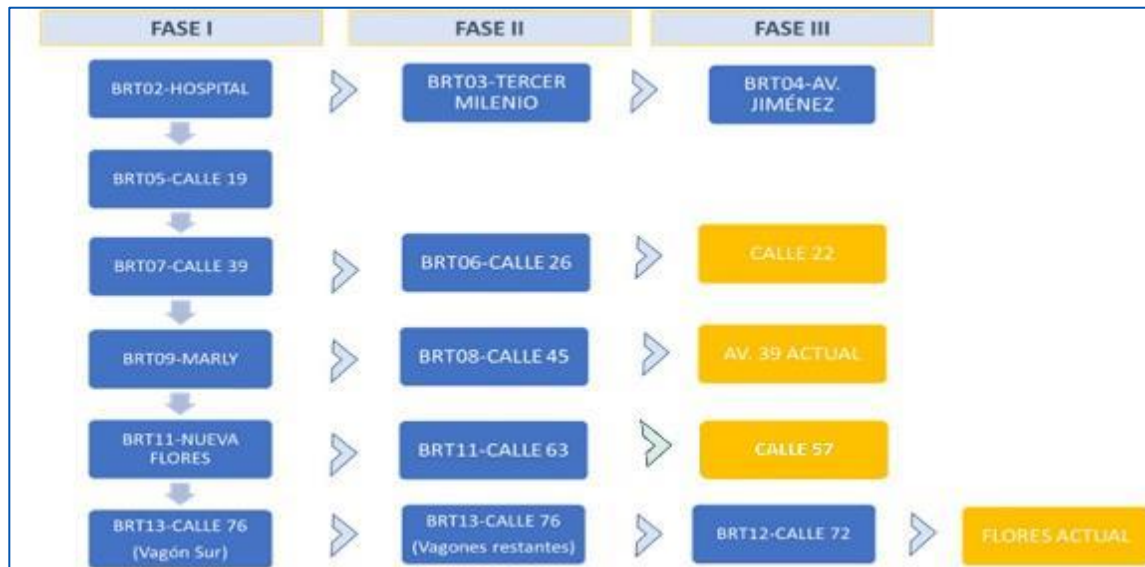 FASE I
FASE II
FASE III
BRT02-HOSPITAL
BRT03-TERCER
MILENIO
BRT04-AV.
JIMÉNEZ
BRT05-CALLE 19
BRT07-CALLE 39
BRT06-CALLE 26
CALLE 22
BRT09-MARLY
BRT08-CALLE 45
AV. 39 ACTUAL
BRT11-NUEVA
FLORES
BRT11-CALLE 63
CALLE 57
BRT13-CALLE 76
(Vagón Sur)
BRT13-CALLE 76
(Vagones restantes)
BRT12-CALLE 72
FLORES ACTUAL